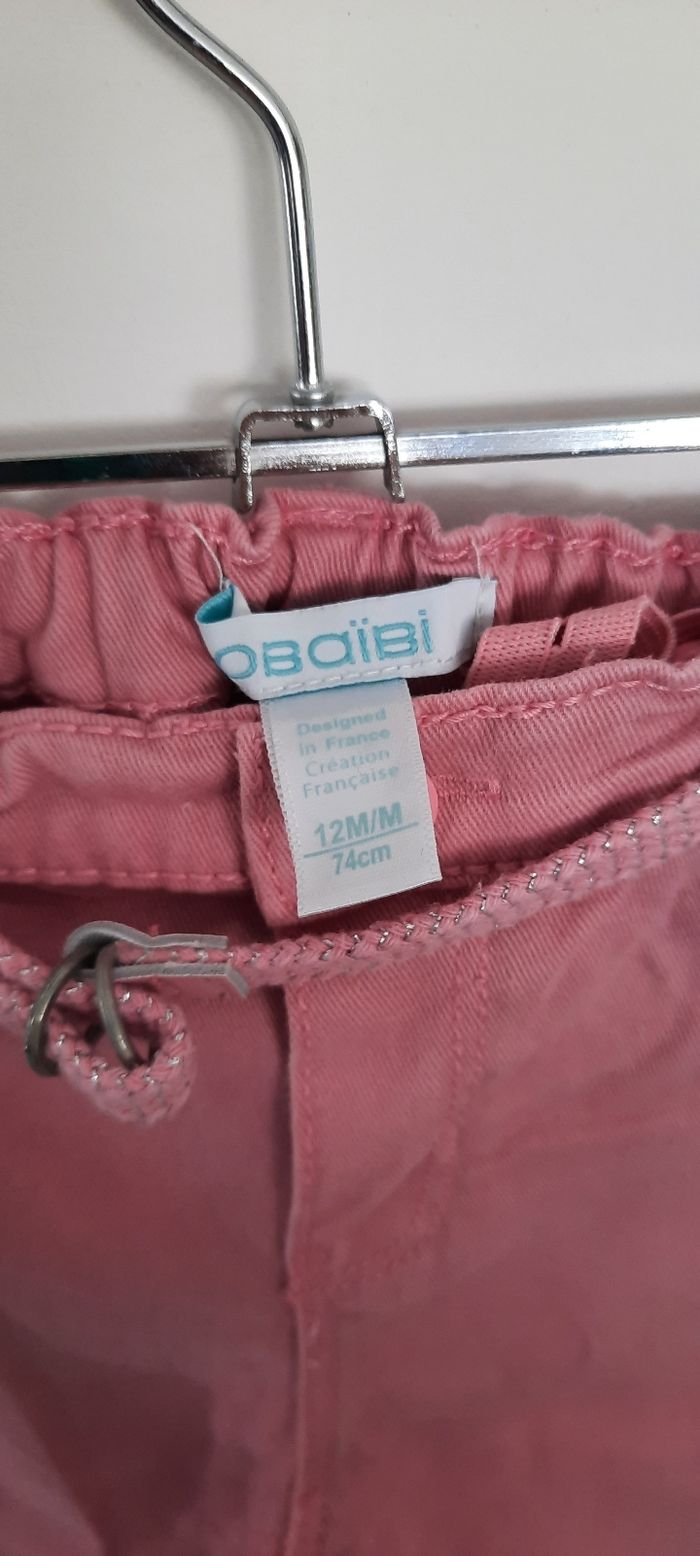 OBaïBi
Designed
in France
Création
Française
12M/M
74cm